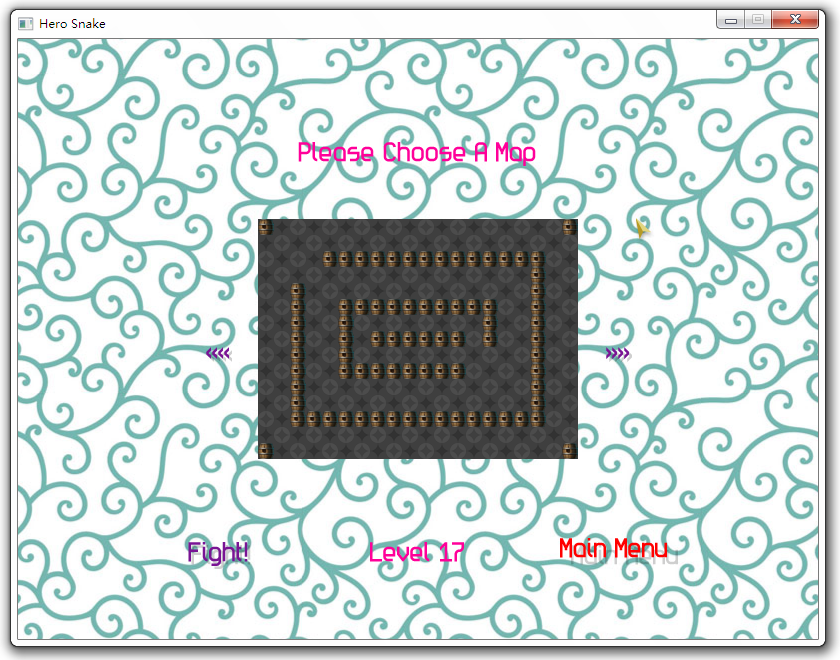 Hero Snake
Please Choose A Map
«« »»
Fight! Level 17 Main Menu